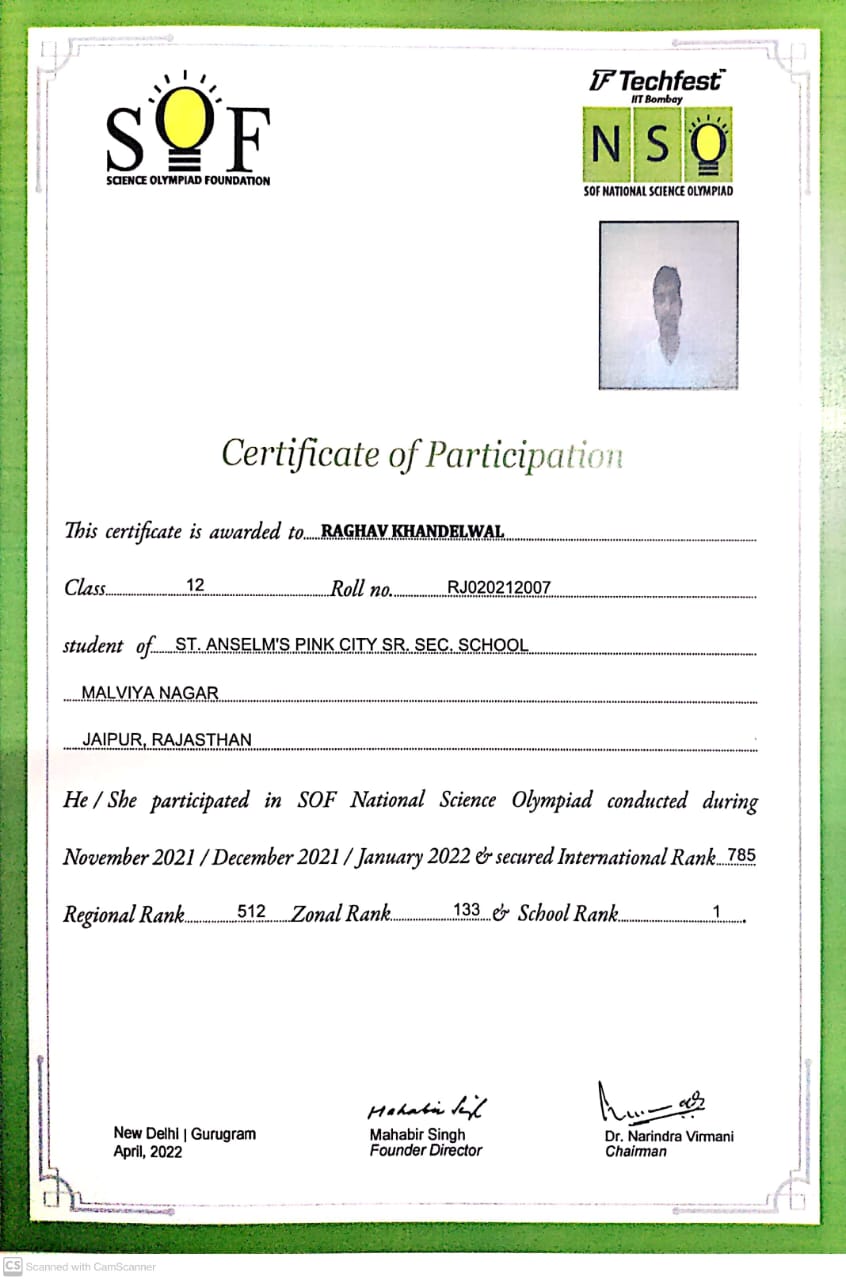 SOF
SCIENCE OLYMPIAD FOUNDATION
TF Techfest™
IIT Bombay
NSO
SOF NATIONAL SCIENCE OLYMPIAD
Certificate of Participation
This certificate is awarded to....RAGHAV KHANDELWAL
Class 12 Roll no. RJ020212007
student of ST. ANSELM'S PINK CITY SR. SEC. SCHOOL
MALVIYA NAGAR
JAIPUR, RAJASTHAN
He / She participated in SOF National Science Olympiad conducted during
November 2021 / December 2021 / January 2022 & secured International Rank 785
Regional Rank 512 Zonal Rank 133 & School Rank 1.
Mahabir Singh
New Delhi | Gurugram
April, 2022
Mahabir Singh
Founder Director
Dr. Narindra Virmani
Chairman
CS Scanned with CamScanner